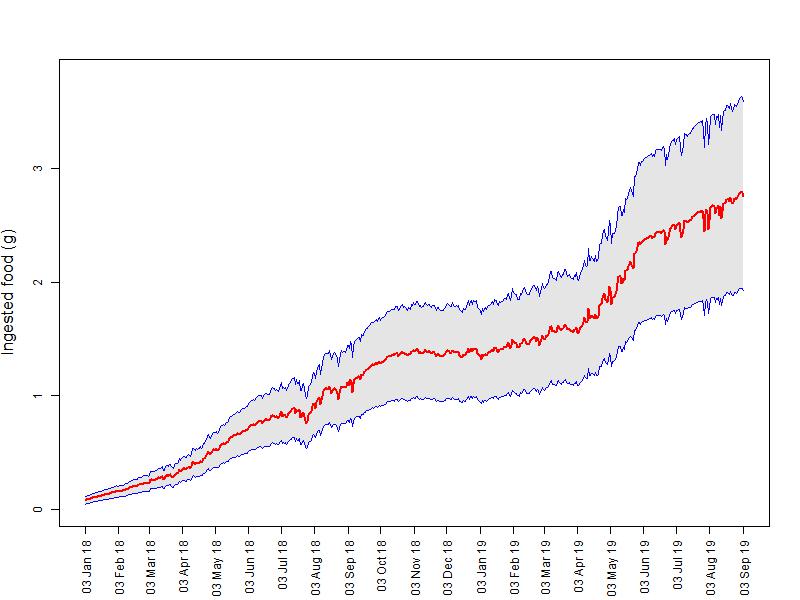 Ingested food (g)
3
2
1
0
03 Jan 18
03 Feb 18
03 Mar 18
03 Apr 18
03 May 18
03 Jun 18
03 Jul 18
03 Aug 18
03 Sep 18
03 Oct 18
03 Nov 18
03 Dec 18
03 Jan 19
03 Feb 19
03 Mar 19
03 Apr 19
03 May 19
03 Jun 19
03 Jul 19
03 Aug 19
03 Sep 19